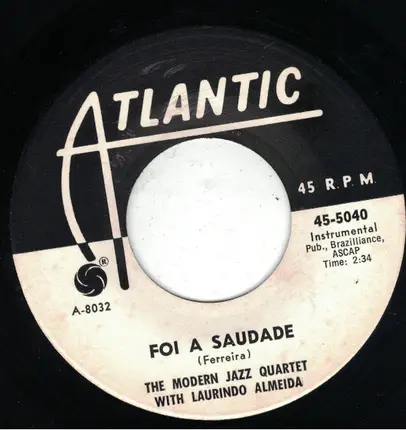 ATLANTIC
®
45 R.P.M.
45-5040
Instrumental
Pub., Brazilliance,
ASCAP
Time: 2:34
A-8032
FOI A SAUDADE
(Ferreira)
THE MODERN JAZZ QUARTET
WITH LAURINDO ALMEIDA